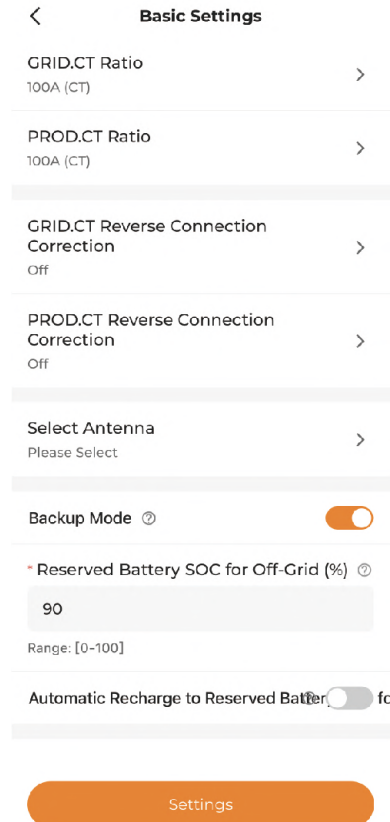 Basic Settings
GRID.CT Ratio
100A (CT)
PROD.CT Ratio
100A (CT)
GRID.CT Reverse Connection
Correction
Off
PROD.CT Reverse Connection
Correction
Off
Select Antenna
Please Select
Backup Mode
* Reserved Battery SOC for Off-Grid (%)
90
Range: [0-100]
Automatic Recharge to Reserved Battery
Settings